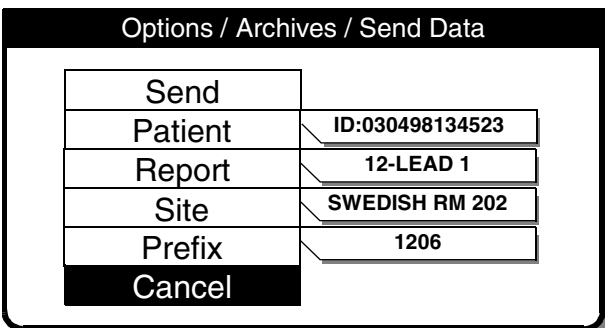 Options / Archives / Send Data
Send
Patient ID:030498134523
Report 12-LEAD 1
Site SWEDISH RM 202
Prefix 1206
Cancel